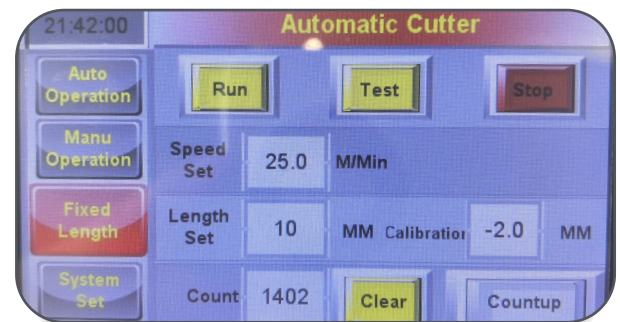 21:42:00 Automatic Cutter
Auto
Operation
Run Test Stop
Manu
Operation
Speed
Set
25.0 M/Min
Fixed
Length
Length
Set
10 MM Calibration -2.0 MM
System
Set
Count 1402 Clear Countup